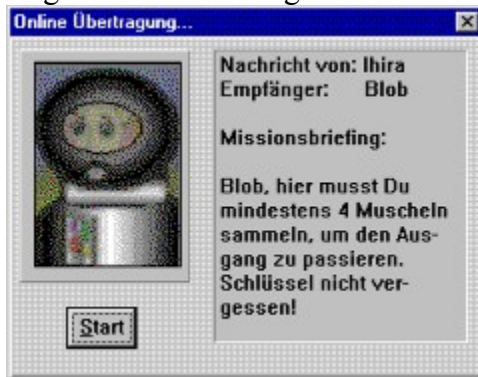 Online Übertragung...
Nachricht von: Ihira
Empfänger: Blob
Missionsbriefing:
Blob, hier musst Du
mindestens 4 Muscheln
sammeln, um den Aus-
gang zu passieren.
Schlüssel nicht ver-
gessen!
Start